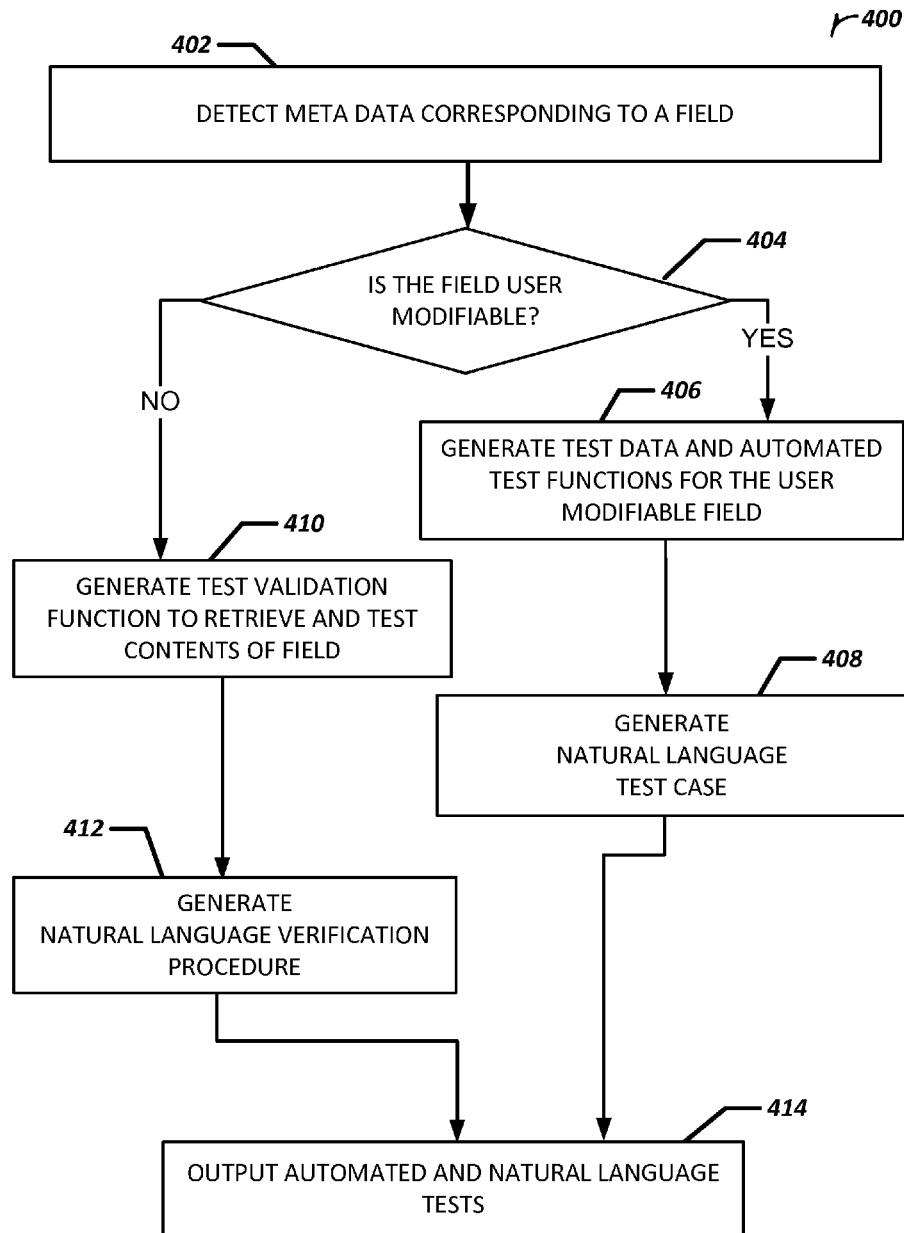 400
402
DETECT META DATA CORRESPONDING TO A FIELD
404
IS THE FIELD USER
MODIFIABLE?
YES
NO
406
GENERATE TEST DATA AND AUTOMATED
TEST FUNCTIONS FOR THE USER
MODIFIABLE FIELD
410
GENERATE TEST VALIDATION
FUNCTION TO RETRIEVE AND TEST
CONTENTS OF FIELD
408
GENERATE
NATURAL LANGUAGE
TEST CASE
412
GENERATE
NATURAL LANGUAGE VERIFICATION
PROCEDURE
414
OUTPUT AUTOMATED AND NATURAL LANGUAGE
TESTS